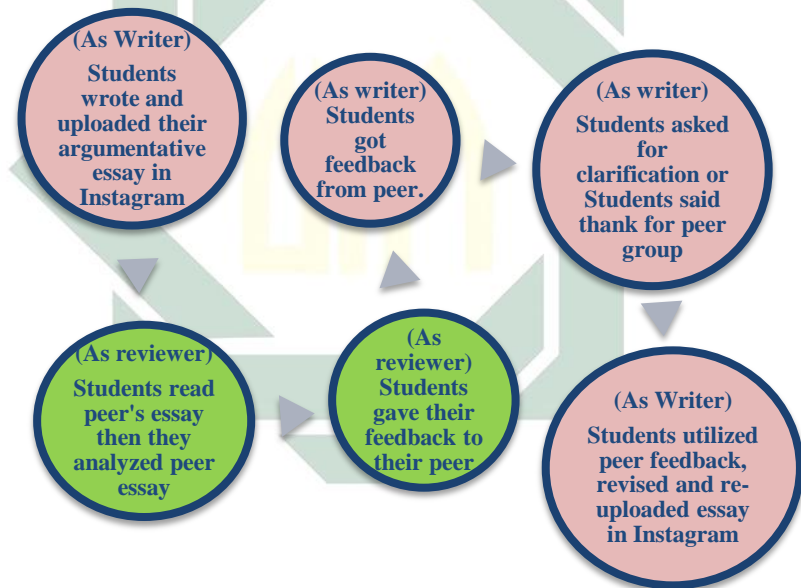 (As Writer)
Students
wrote and
uploaded their
argumentative
essay in
Instagram
(As reviewer)
Students read
peer's essay
then they
analyzed peer
essay
(As
reviewer)
Students
gave their
feedback to
their peer
(As writer)
Students
got
feedback
from peer.
(As writer)
Students asked
for
clarification or
Students said
thank for peer
group
(As Writer)
Students utilized
peer feedback,
revised and re-
uploaded essay
in Instagram